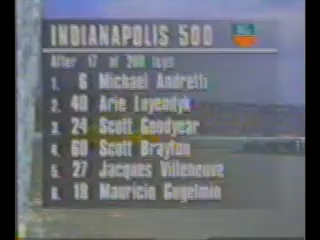 INDIANAPOLIS 500
After 17 of 200 laps
1. 6 Michael Andretti
2. 40 Arie Luyendyk
3. 24 Scott Goodyear
4. 60 Scott Brayton
5. 27 Jacques Villeneuve
6. 18 Mauricio Gugelmin